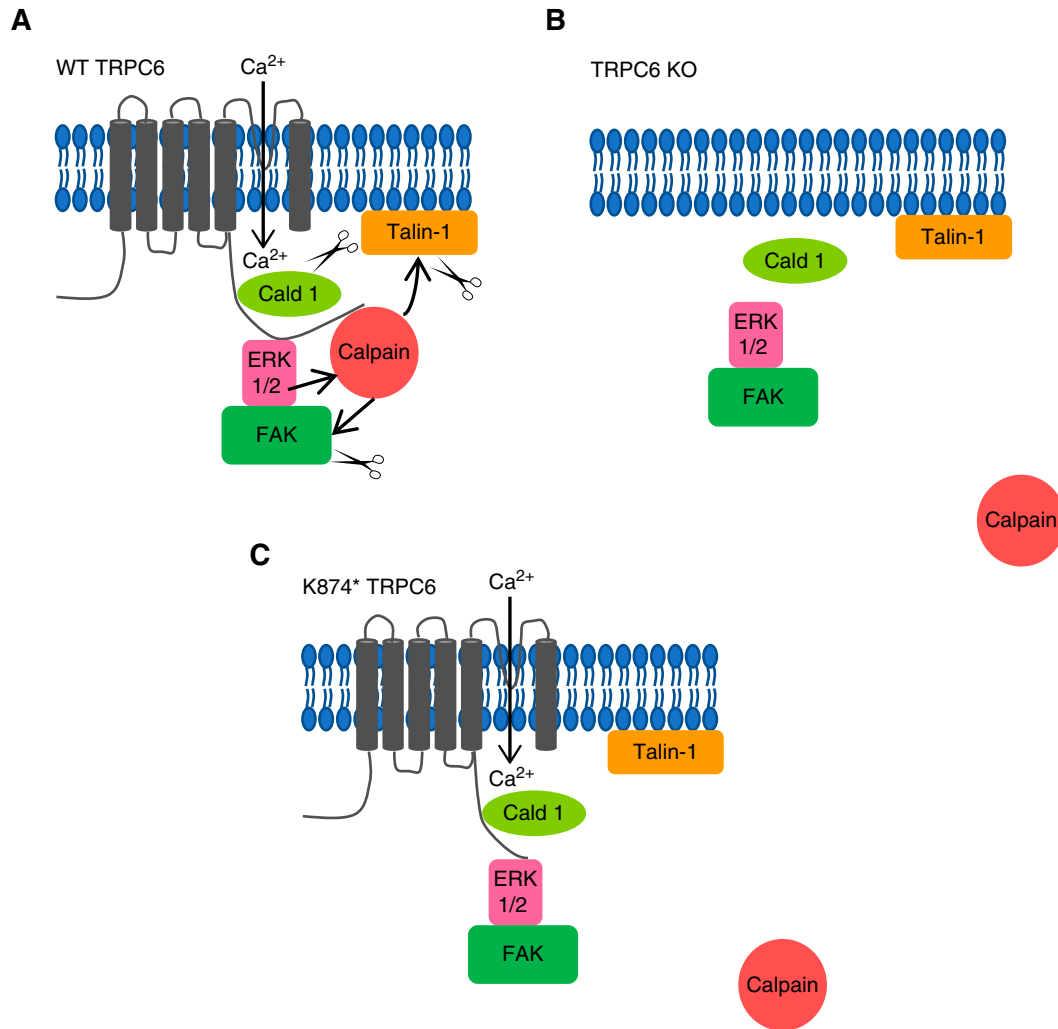 A
WT TRPC6
Ca²⁺
Ca²⁺
Talin-1
Cald 1
ERK
1/2
Calpain
FAK
B
TRPC6 KO
Talin-1
Cald 1
ERK
1/2
FAK
Calpain
C
K874* TRPC6
Ca²⁺
Ca²⁺
Talin-1
Cald 1
ERK
1/2
FAK
Calpain